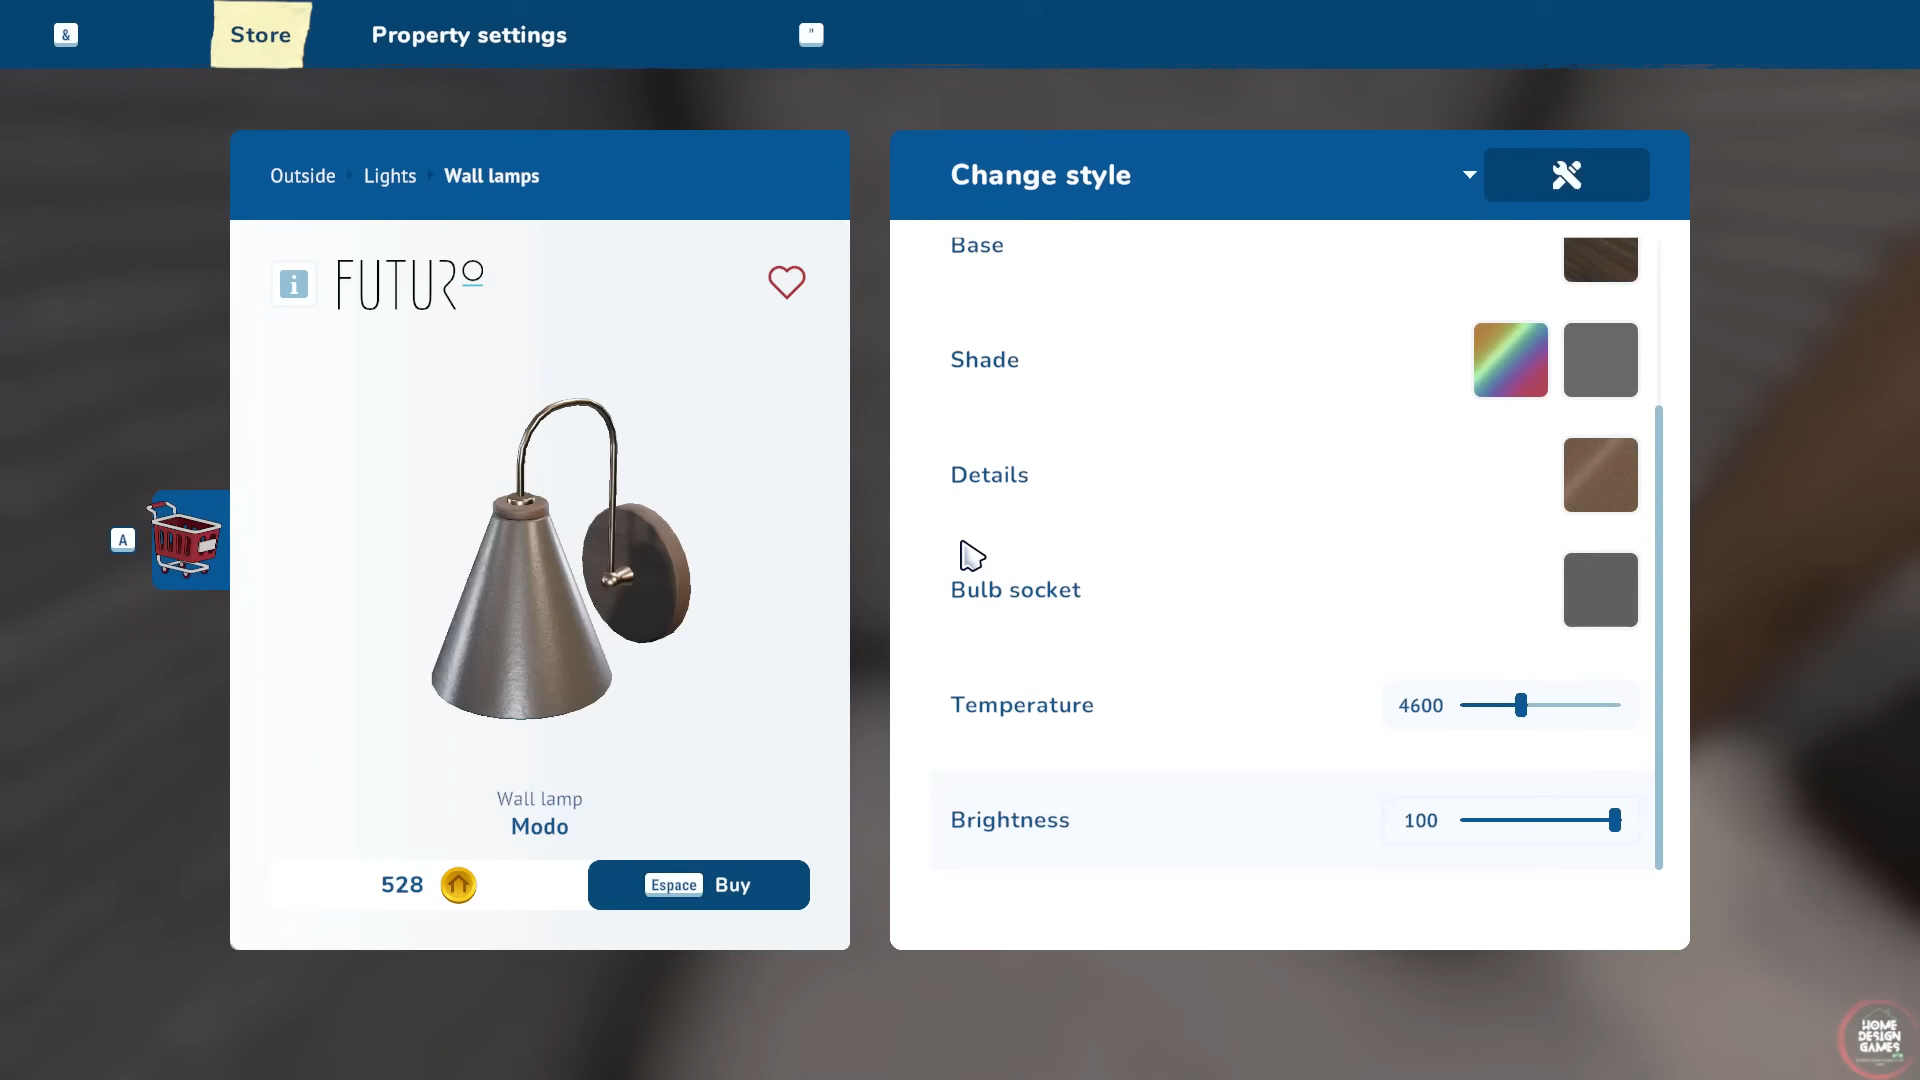 &
Store
Property settings
"
Outside
Lights
Wall lamps
i
FUTURO
A
Wall lamp
Modo
528
Espace
Buy
Change style
Base
Shade
Details
Bulb socket
Temperature
4600
Brightness
100
HOME
DESIGN
GAMES